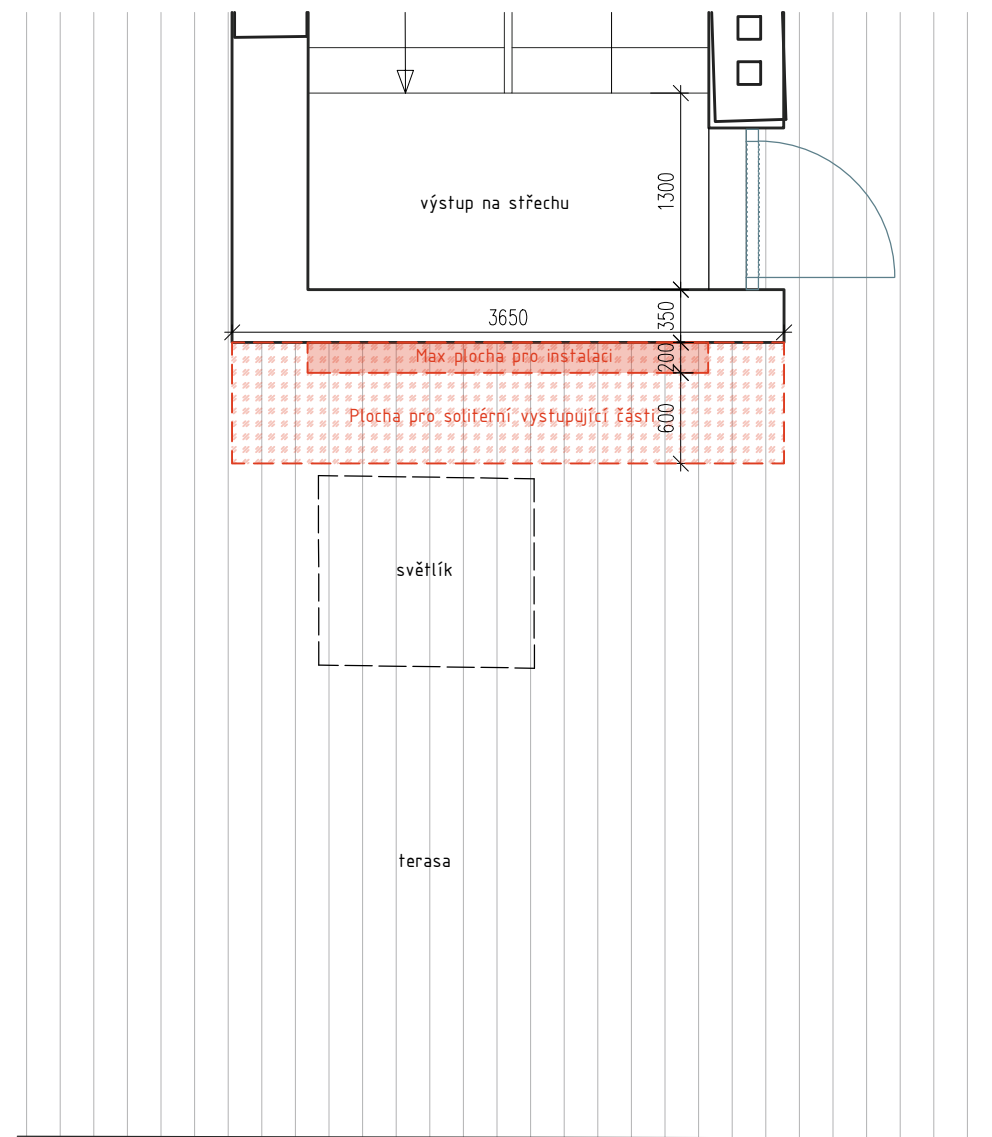 výstup na střechu
1300
3650
350
Max plocha pro instalaci
200
Plocha pro solitérní vystupující části
600
světlík
terasa